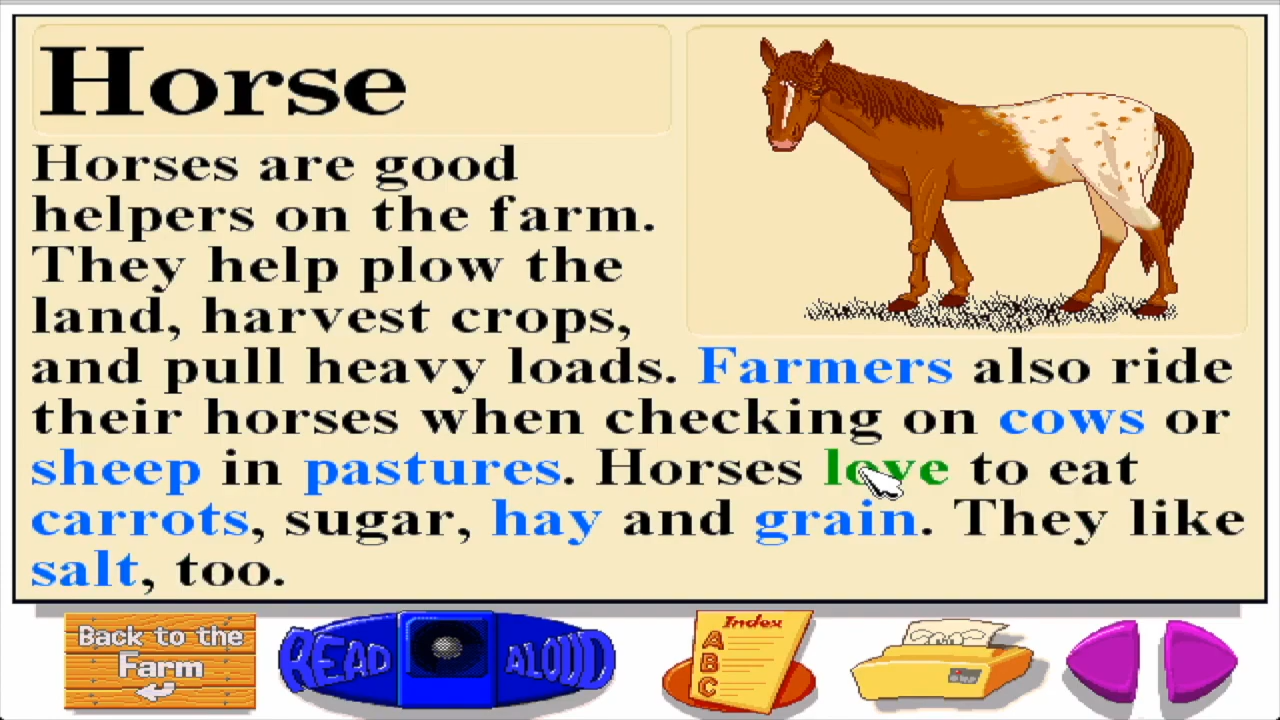 Horse
Horses are good
helpers on the farm.
They help plow the
land, harvest crops,
and pull heavy loads. Farmers also ride
their horses when checking on cows or
sheep in pastures. Horses love to eat
carrots, sugar, hay and grain. They like
salt, too.
Back to the
Farm
READ ALOUD
Index
A
B
C